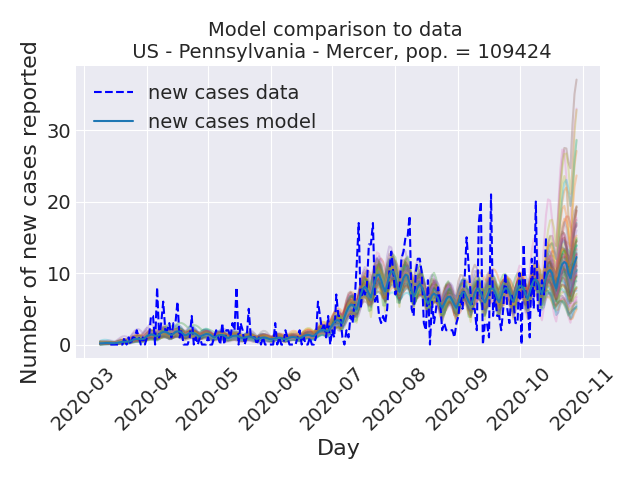 Model comparison to data
US - Pennsylvania - Mercer, pop. = 109424
Number of new cases reported
30
20
10
0
new cases data
new cases model
2020-03
2020-04
2020-05
2020-06
2020-07
2020-08
2020-09
2020-10
2020-11
Day